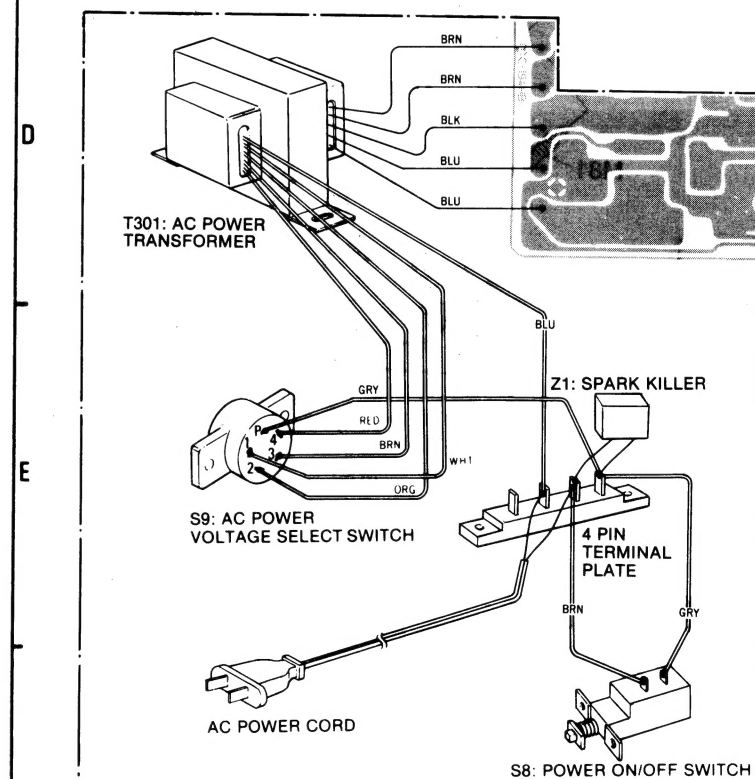 BRN
BRN
D
BLK
BLU
BLU
T301: AC POWER
TRANSFORMER
BLU
Z1: SPARK KILLER
GRY
RED
P
4
1
3
BRN
2
WHT
ORG
E
S9: AC POWER
VOLTAGE SELECT SWITCH
4 PIN
TERMINAL
PLATE
BRN
GRY
AC POWER CORD
S8: POWER ON/OFF SWITCH